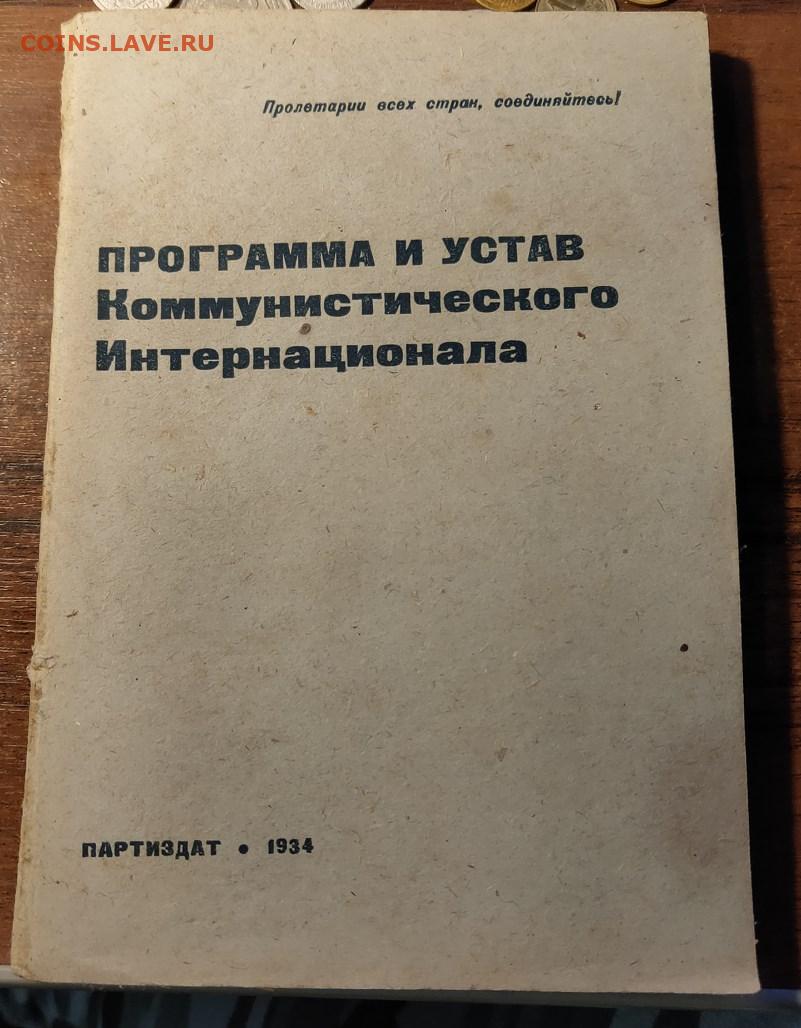 COINS.LAVE.RU
Пролетарии всех стран, соединяйтесь!
ПРОГРАММА И УСТАВ
Коммунистического
Интернационала
ПАРТИЗДАТ • 1934